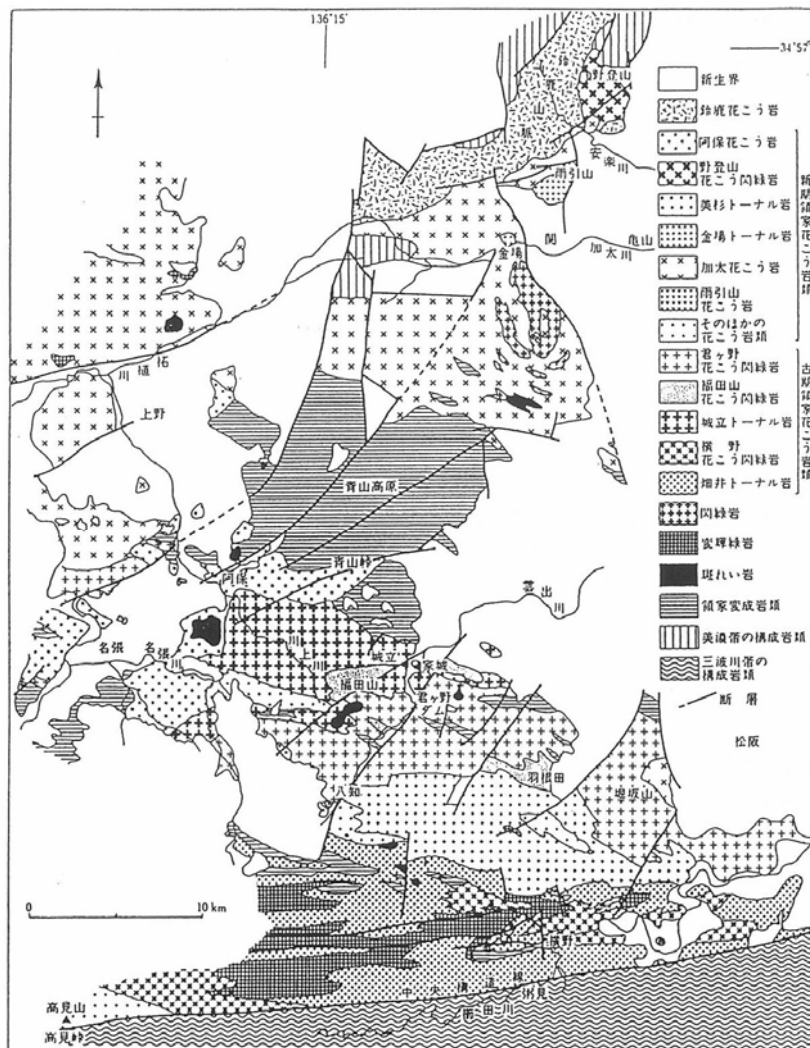 136°15′
34°57′
鈴鹿山脈
野登山
安楽川
雨引山
関
亀山
加太川
金場
柘植川
上野
青山高原
青山峠
阿保
雲出川
名張
名張川
川上川
城立
家城
福田山
君ヶ野ダム
羽根田
八知
堀坂山
松阪
0
10 km
横野
中央構造線
櫛田川
高見山
高見峠
新生界
鈴鹿花こう岩
阿保花こう岩
野登山
花こう閃緑岩
美杉トーナル岩
金場トーナル岩
加太花こう岩
雨引山
花こう岩
そのほかの
花こう岩類
新期領家花こう岩類
君ヶ野
花こう閃緑岩
福田山
花こう閃緑岩
城立トーナル岩
横野
花こう閃緑岩
畑井トーナル岩
古期領家花こう岩類
閃緑岩
変輝緑岩
斑れい岩
領家変成岩類
美濃帯の構成岩類
三波川帯の
構成岩類
断層